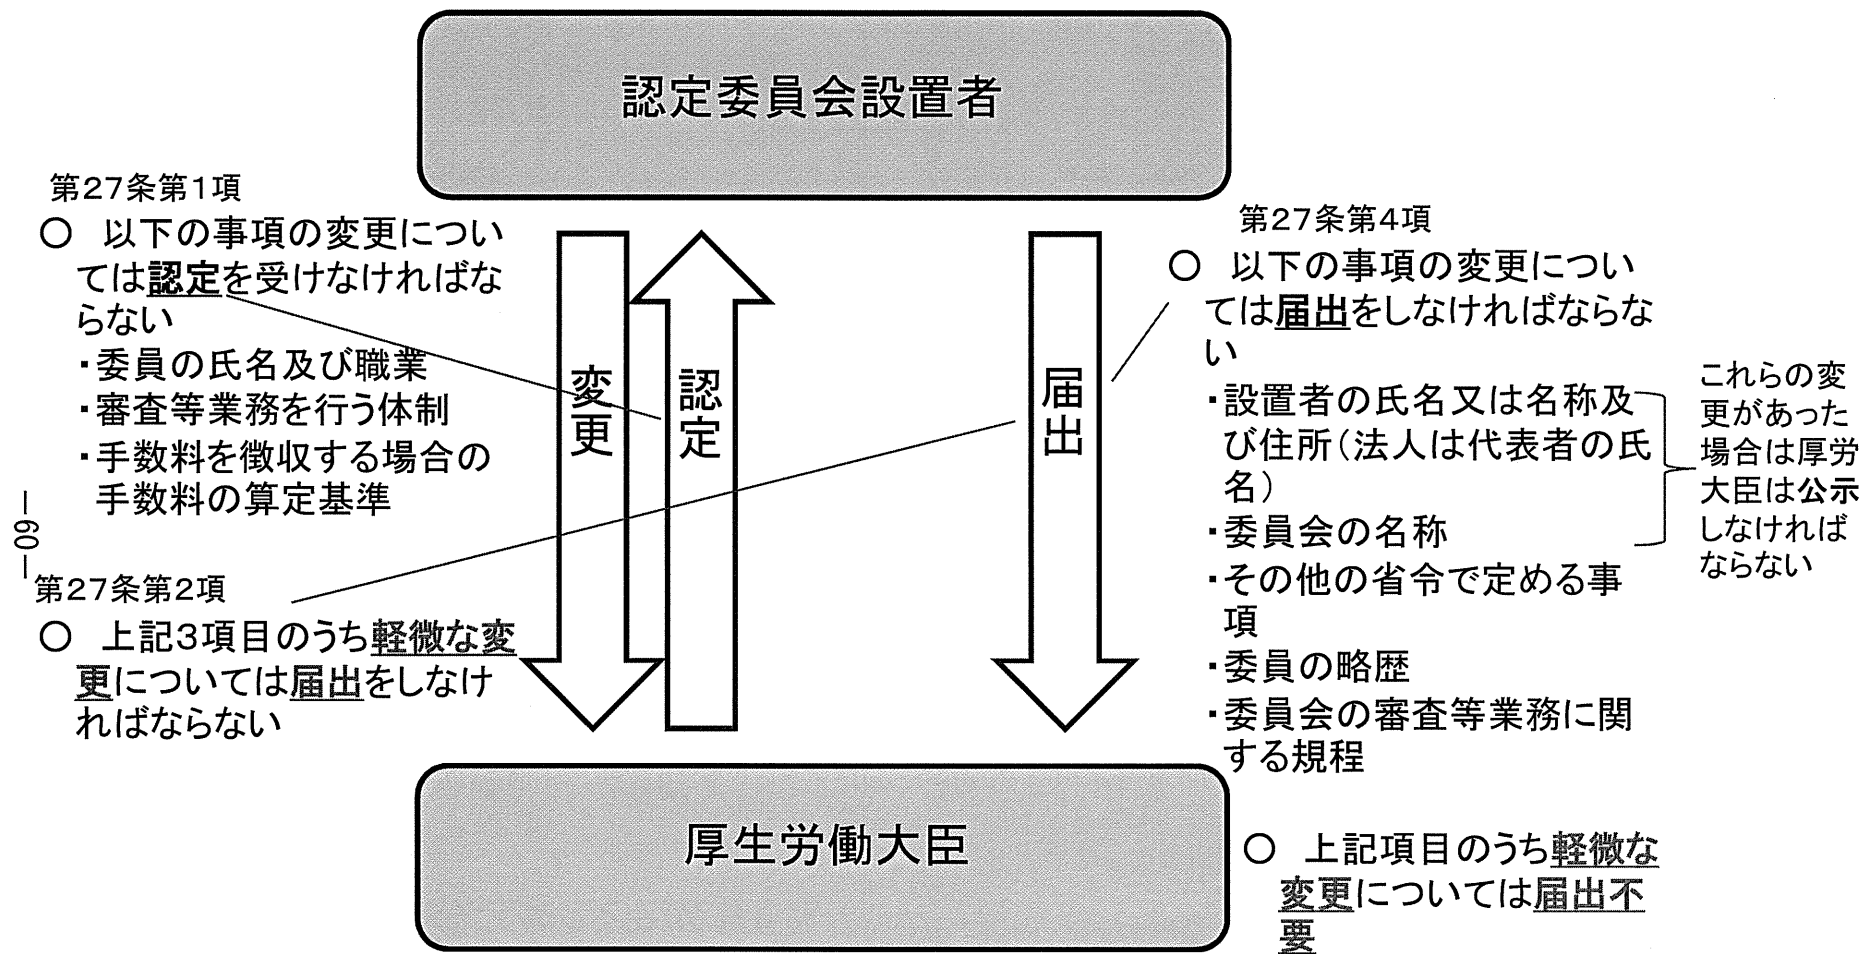 認定委員会設置者
第27条第1項
○ 以下の事項の変更につい
ては認定を受けなければな
らない
・委員の氏名及び職業
・審査等業務を行う体制
・手数料を徴収する場合の
手数料の算定基準
第27条第2項
○ 上記3項目のうち軽微な変
更については届出をしなけ
ればならない
変更
認定
届出
第27条第4項
○ 以下の事項の変更につい
ては届出をしなければならな
い
・設置者の氏名又は名称及
び住所(法人は代表者の氏
名)
・委員会の名称
・その他の省令で定める事
項
・委員の略歴
・委員会の審査等業務に関
する規程
これらの変
更があった
場合は厚労
大臣は公示
しなければ
ならない
○ 上記項目のうち軽微な
変更については届出不
要
厚生労働大臣
―60―